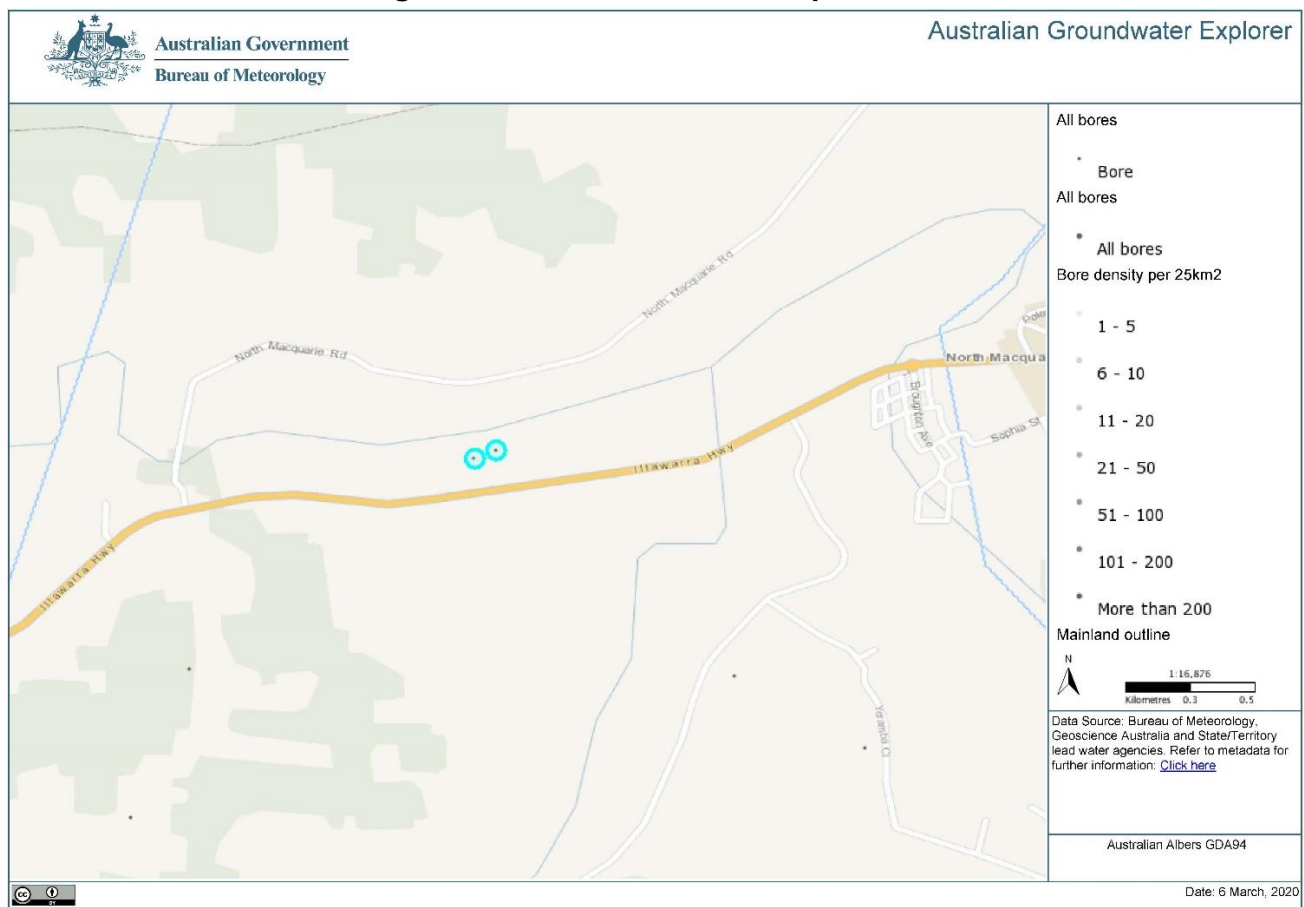 Australian Government
Bureau of Meteorology
Australian Groundwater Explorer
North Macquarie Rd
North Macquarie Rd
North Macqua
Broughton Ave
Sophia St
Illawarra Hwy
Illawarra Hwy
All bores
Bore
All bores
All bores
Bore density per 25km2
1 - 5
6 - 10
11 - 20
21 - 50
51 - 100
101 - 200
More than 200
Mainland outline
N
1:16,876
Kilometres 0.3 0.5
Data Source: Bureau of Meteorology,
Geoscience Australia and State/Territory
lead water agencies. Refer to metadata for
further information: Click here
Australian Albers GDA94
cc
BY
Date: 6 March, 2020